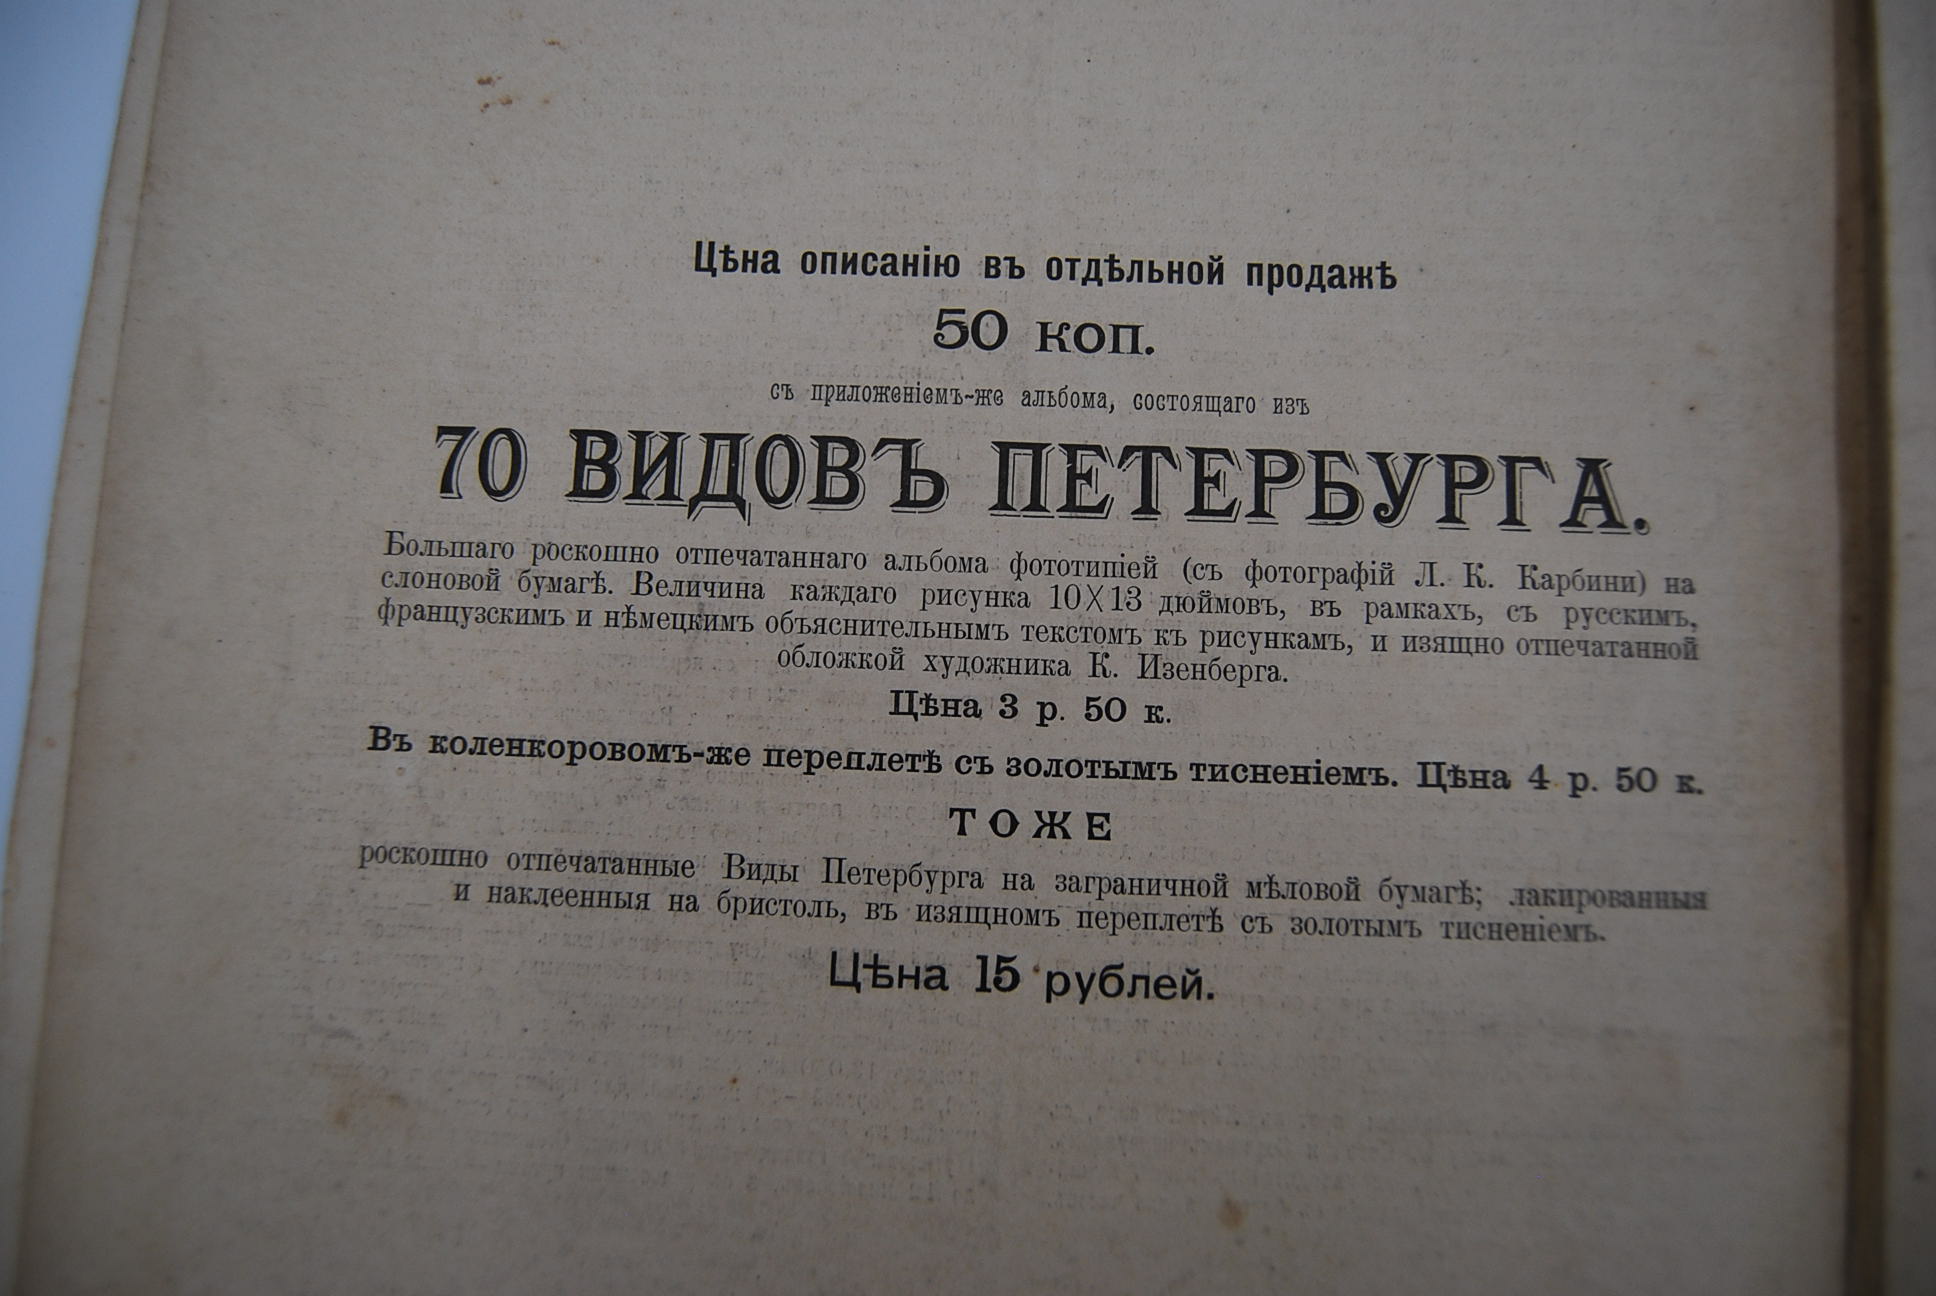 Цѣна описанію въ отдѣльной продажѣ
50 коп.
съ приложеніемъ-же альбома, состоящаго изъ
70 ВИДОВЪ ПЕТЕРБУРГА.
Большаго роскошно отпечатаннаго альбома фототипіей (съ фотографій Л. К. Карбини) на
слоновой бумагѣ. Величина каждаго рисунка 10X13 дюймовъ, въ рамкахъ, съ русскимъ,
французскимъ и нѣмецкимъ объяснительнымъ текстомъ къ рисункамъ, и изящно отпечатанной
обложкой художника К. Изенберга.
Цѣна 3 р. 50 к.
Въ коленкоровомъ-же переплетѣ съ золотымъ тисненіемъ. Цѣна 4 р. 50 к.
ТОЖЕ
роскошно отпечатанные Виды Петербурга на заграничной мѣловой бумагѣ; лакированныя
и наклеенныя на бристоль, въ изящномъ переплетѣ съ золотымъ тисненіемъ.
Цѣна 15 рублей.